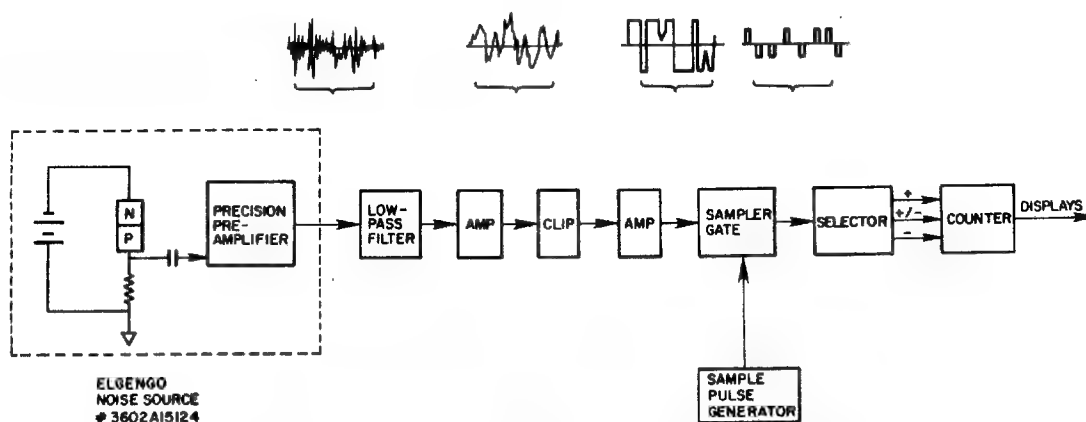 N
P
PRECISION
PRE-
AMPLIFIER
LOW-
PASS
FILTER
AMP
CLIP
AMP
SAMPLER
GATE
SELECTOR
+
+/-
-
COUNTER
DISPLAYS
SAMPLE
PULSE
GENERATOR
ELGENGO
NOISE SOURCE
# 3602A15124